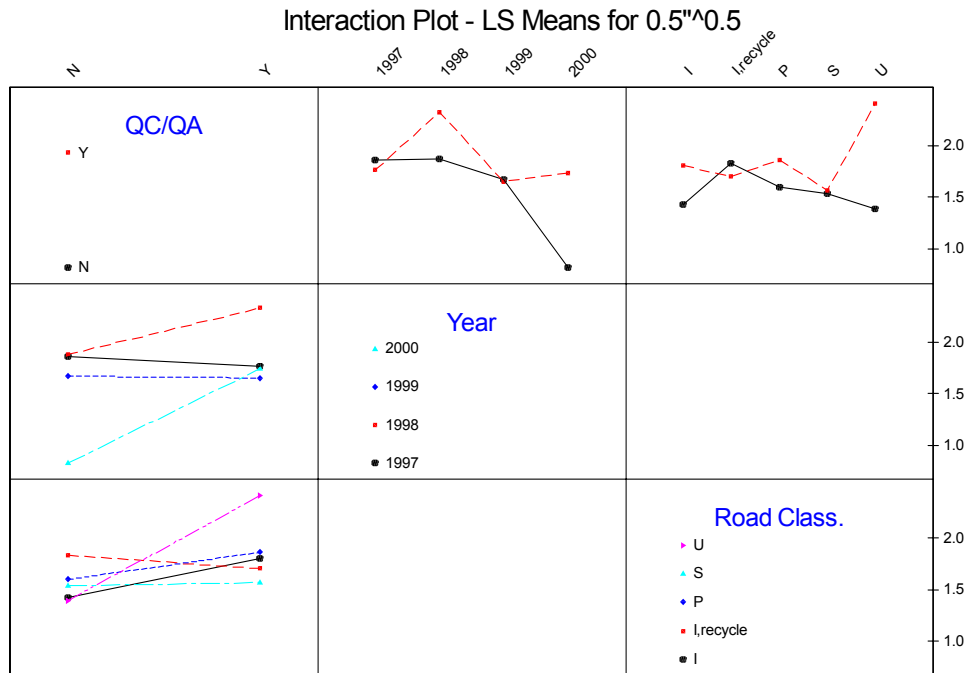 Interaction Plot - LS Means for 0.5"^0.5
N Y 1997 1998 1999 2000 I I,recycle P S U
QC/QA
Y
N
2.0
1.5
1.0
Year
2000
1999
1998
1997
2.0
1.5
1.0
Road Class.
U
S
P
I,recycle
I
2.0
1.5
1.0